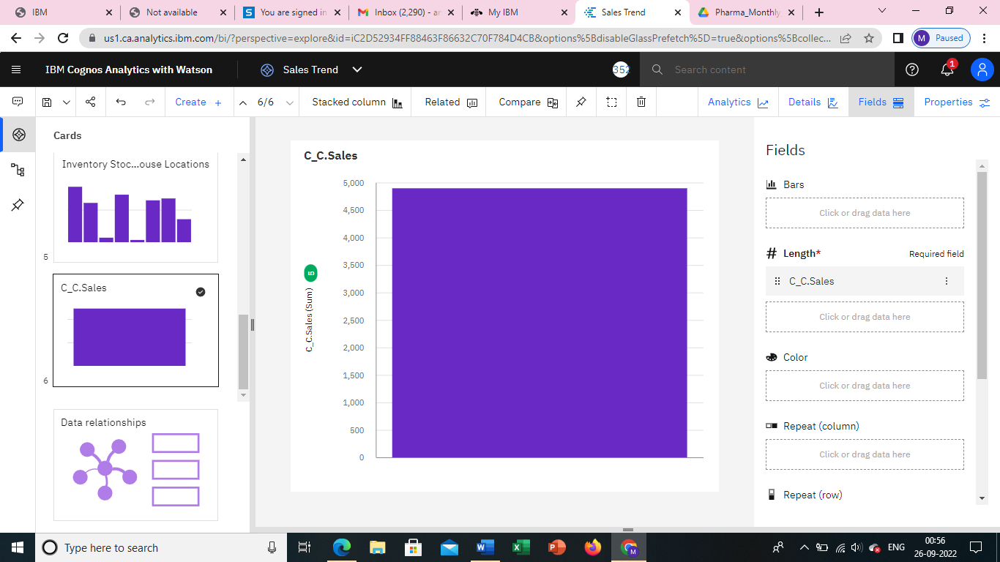 IBM
Not available
You are signed in
Inbox (2,290) - an
My IBM
Sales Trend
Pharma_Monthly
us1.ca.analytics.ibm.com/bi/?perspective=explore&id=iC2D52934FF88463F86632C70F784D4CB&options%5BdisableGlassPrefetch%5D=true&options%5Bcollec...
M Paused
IBM Cognos Analytics with Watson
Sales Trend
352
Search content
1
Create +
6/6
Stacked column
Related
Compare
Analytics
Details
Fields
Properties
Cards
Inventory Stoc...ouse Locations
5
C_C.Sales
6
Data relationships
C_C.Sales
5,000
4,500
4,000
3,500
3,000
2,500
2,000
1,500
1,000
500
0
C_C.Sales (Sum)
5
Fields
Bars
Click or drag data here
Length*
Required field
C_C.Sales
Click or drag data here
Color
Click or drag data here
Repeat (column)
Click or drag data here
Repeat (row)
Type here to search
ENG
00:56
26-09-2022